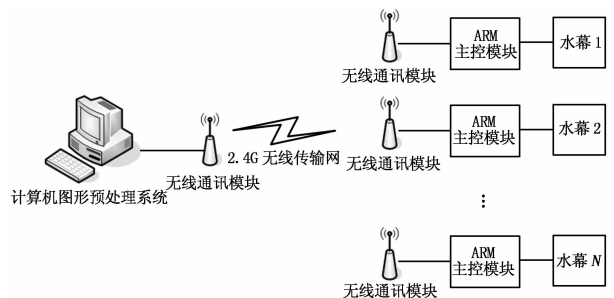 ARM
主控模块
水幕 1
无线通讯模块
ARM
主控模块
水幕 2
2.4G 无线传输网
无线通讯模块
计算机图形预处理系统
无线通讯模块
⋮
ARM
主控模块
水幕 N
无线通讯模块